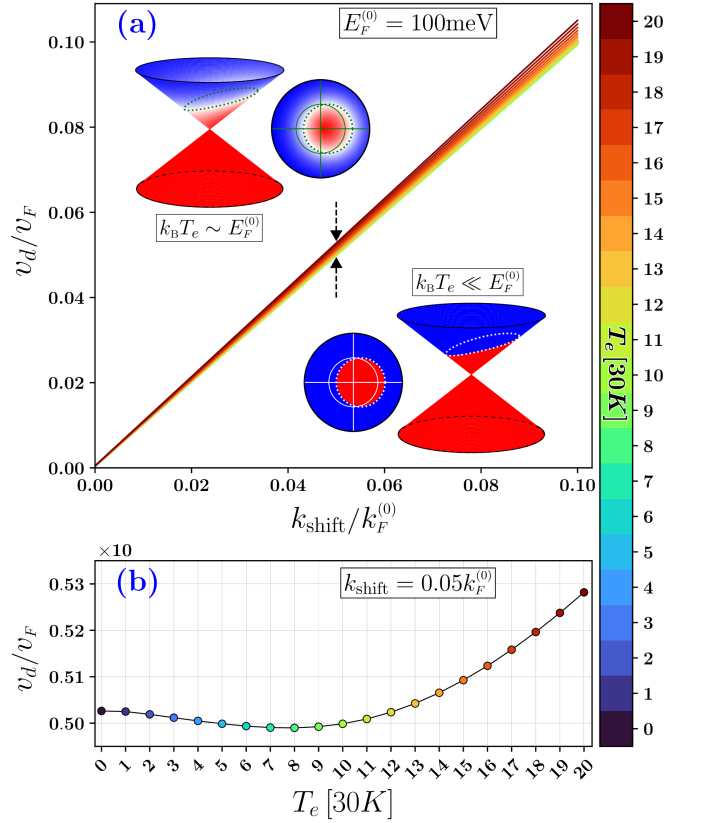 (a)
E_F^{(0)} = 100meV
0.10
0.08
0.06
0.04
0.02
0.00
v_d/v_F
k_B T_e ∼ E_F^{(0)}
k_B T_e ≪ E_F^{(0)}
0.00 0.02 0.04 0.06 0.08 0.10
k_shift/k_F^{(0)}
20
19
18
17
16
15
14
13
12
11
10
9
8
7
6
5
4
3
2
1
0
T_e [30K]
×10
(b)
k_shift = 0.05k_F^{(0)}
0.53
0.52
0.51
0.50
v_d/v_F
0 1 2 3 4 5 6 7 8 9 10 11 12 13 14 15 16 17 18 19 20
T_e [30K]